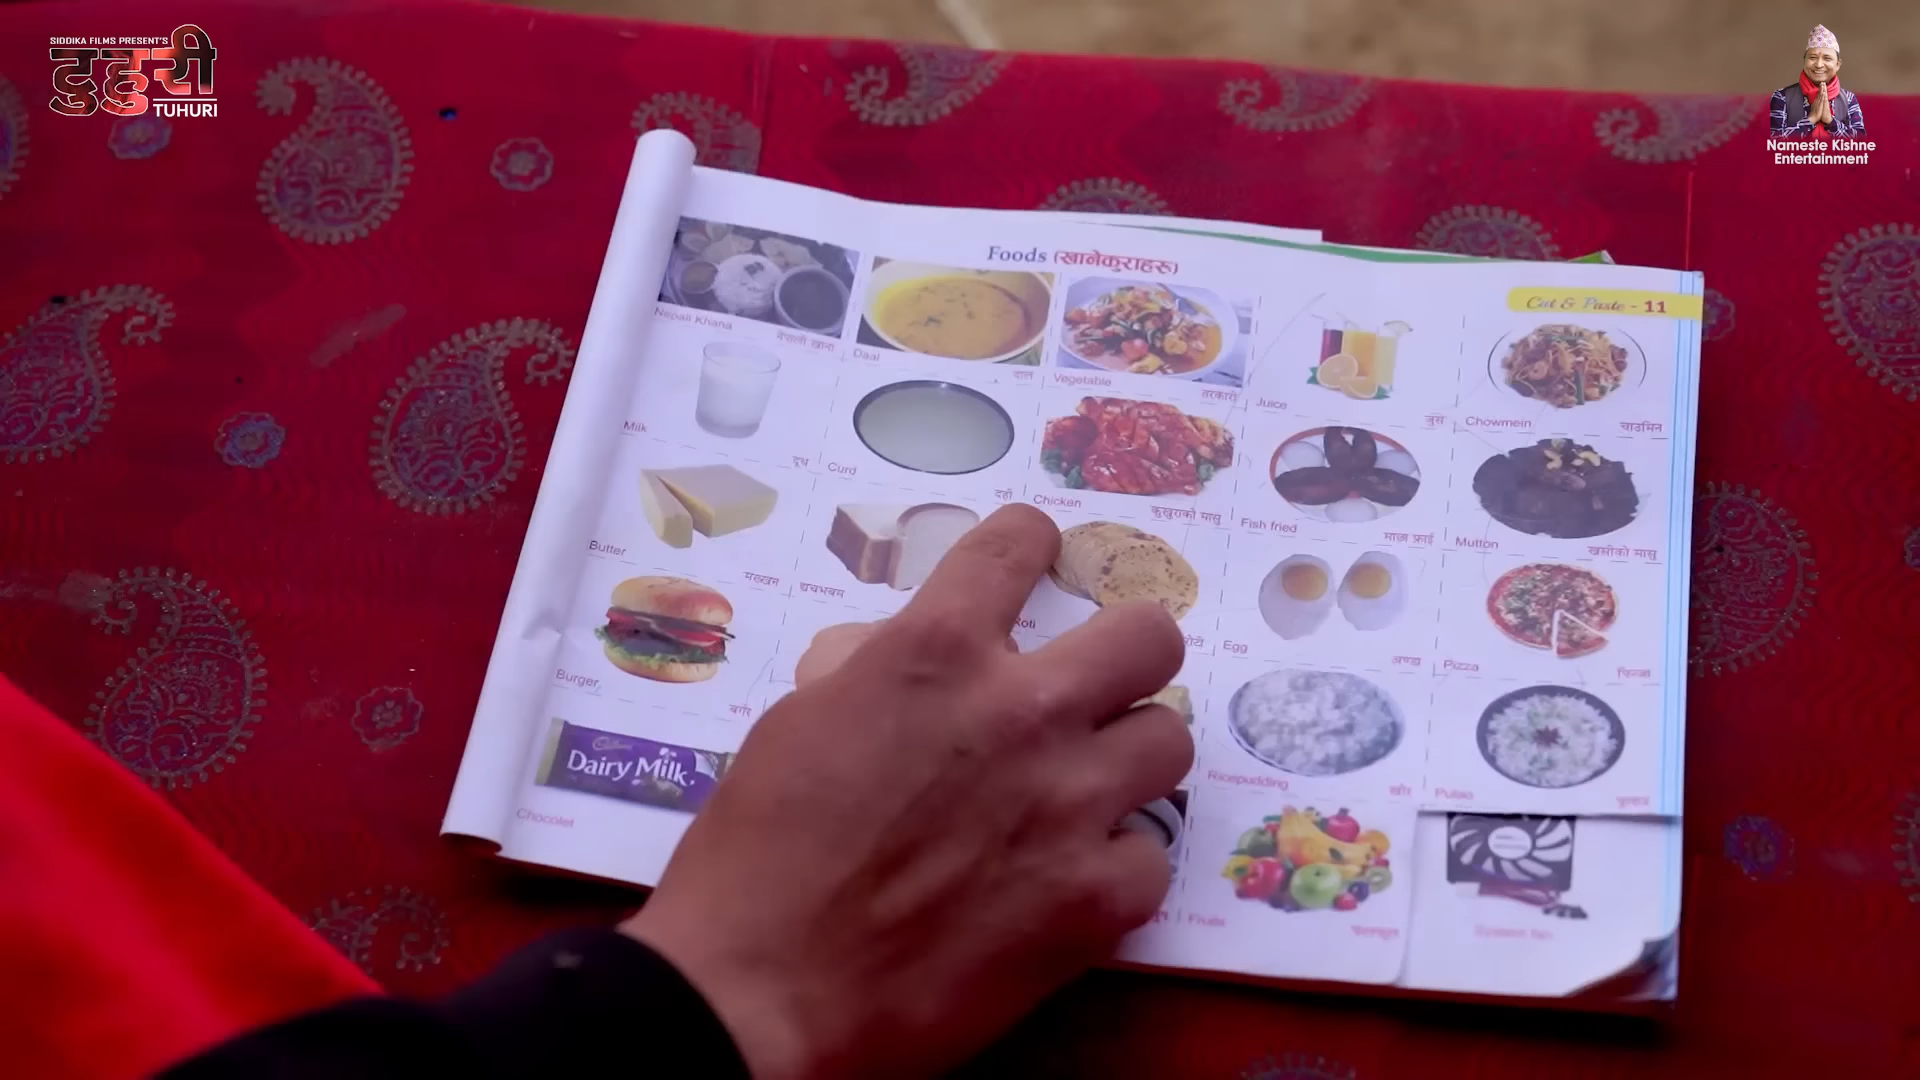 SIDDIKA FILMS PRESENT'S
टुहुरी
TUHURI
Nameste Kishne
Entertainment
Foods (खानेकुराहरू)
Cut & Paste - 11
Nepali Khana
नेपाली खाना
Daal
दाल
Vegetable
तरकारी
Juice
जुस
Chowmein
चाउमिन
Milk
दूध
Curd
दही
Chicken
कुखुराको मासु
Fish fried
माछा फ्राई
Mutton
खसीको मासु
Butter
मख्खन
Roti
रोटी
Egg
अण्डा
Pizza
पिज्जा
Burger
बर्गर
Ricepudding
खीर
Pulao
पुलाउ
Cadbury
Dairy Milk
Chocolet
Fruits
फलफूल